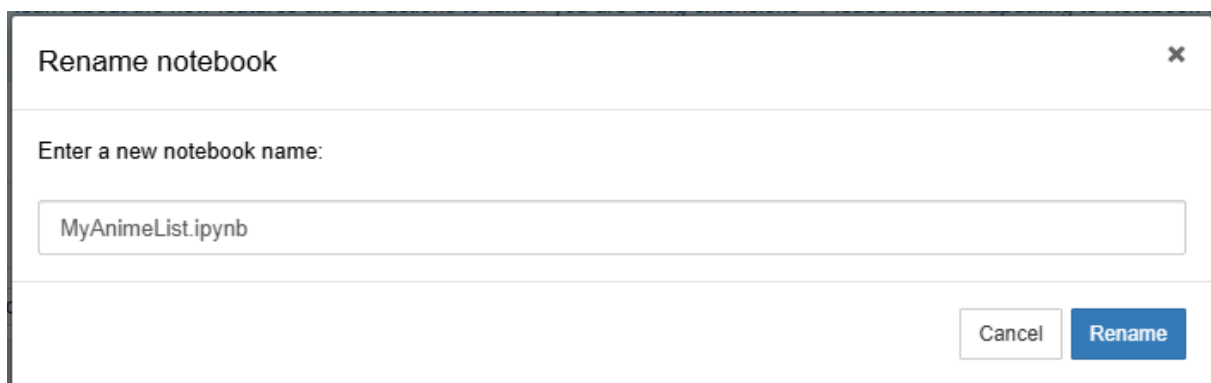 Rename notebook
×
Enter a new notebook name:
MyAnimeList.ipynb
Cancel
Rename